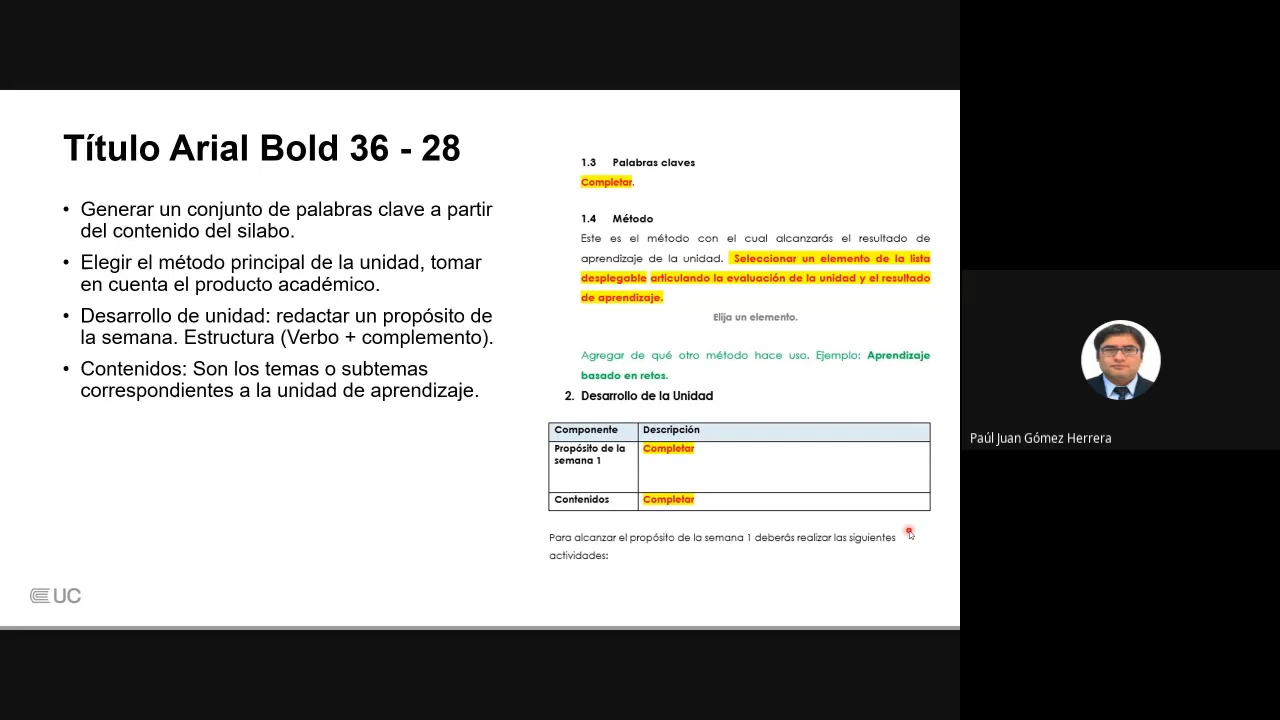 Título Arial Bold 36 - 28
• Generar un conjunto de palabras clave a partir
del contenido del silabo.
• Elegir el método principal de la unidad, tomar
en cuenta el producto académico.
• Desarrollo de unidad: redactar un propósito de
la semana. Estructura (Verbo + complemento).
• Contenidos: Son los temas o subtemas
correspondientes a la unidad de aprendizaje.
UC
1.3 Palabras claves
Completar.
1.4 Método
Este es el método con el cual alcanzarás el resultado de
aprendizaje de la unidad. Seleccionar un elemento de la lista
desplegable articulando la evaluación de la unidad y el resultado
de aprendizaje.
Elija un elemento.
Agregar de qué otro método hace uso. Ejemplo: Aprendizaje
basado en retos.
2. Desarrollo de la Unidad
Componente Descripción
Propósito de la Completar
semana 1
Contenidos Completar
Para alcanzar el propósito de la semana 1 deberás realizar las siguientes
actividades:
Paúl Juan Gómez Herrera